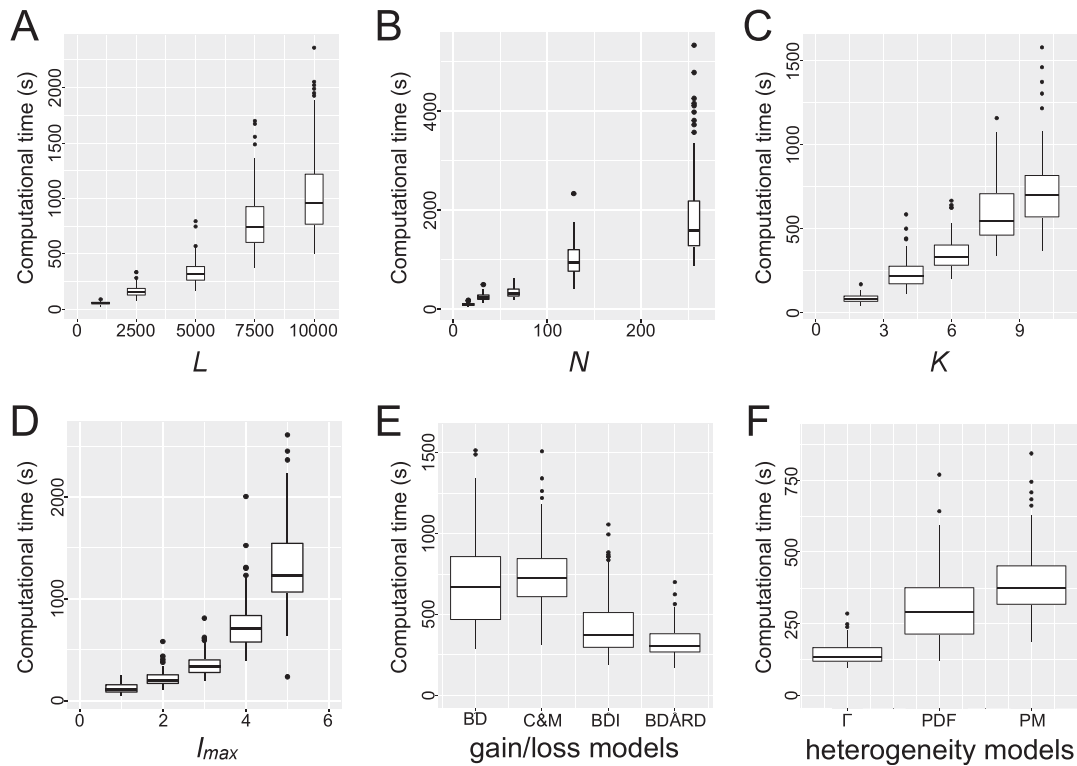 A
Computational time (s)
2000
1500
1000
500
0
0 2500 5000 7500 10000
L
B
Computational time (s)
4000
2000
0
0 100 200
N
C
Computational time (s)
1500
1000
500
0
0 3 6 9
K
D
Computational time (s)
2000
1000
0
0 2 4 6
Imax
E
Computational time (s)
1500
1000
500
0
BD C&M BDI BDARD
gain/loss models
F
Computational time (s)
750
500
250
0
Γ PDF PM
heterogeneity models